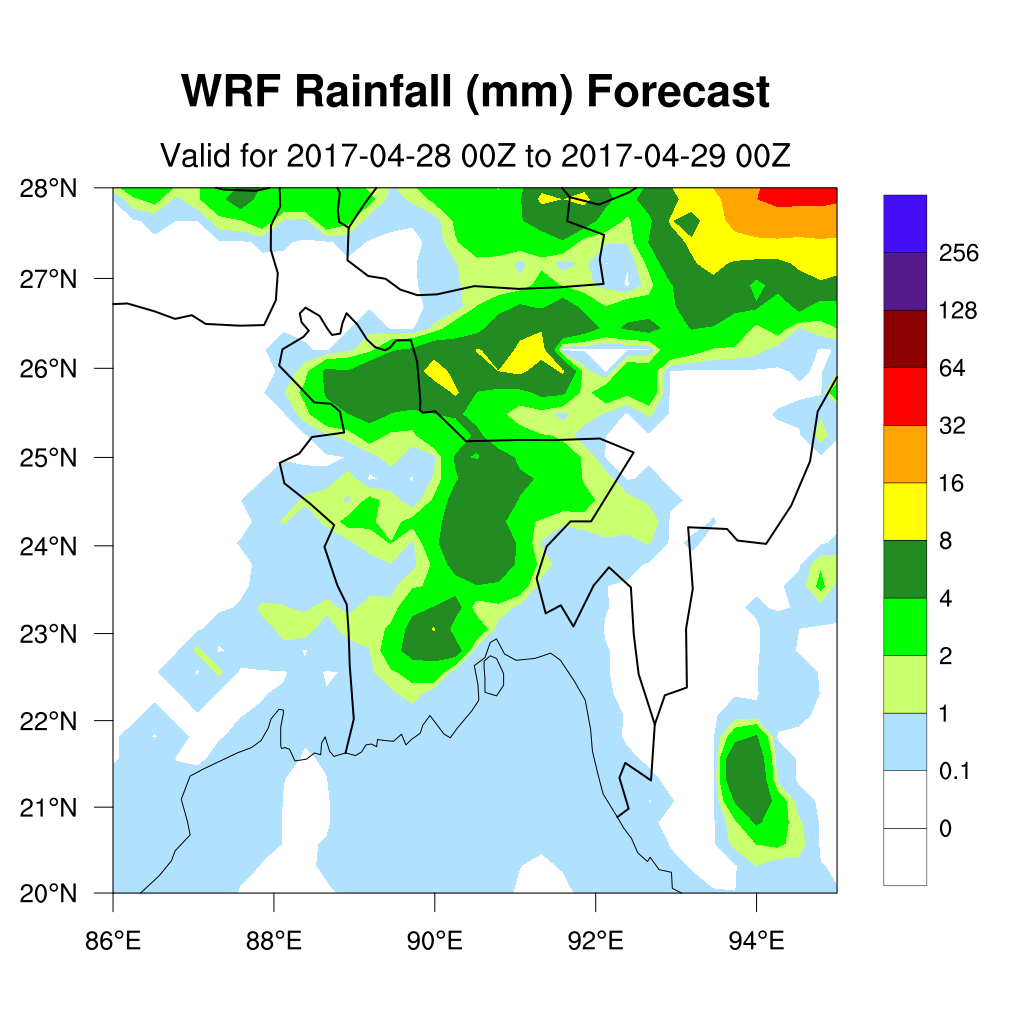 WRF Rainfall (mm) Forecast
Valid for 2017-04-28 00Z to 2017-04-29 00Z
28°N
27°N
26°N
25°N
24°N
23°N
22°N
21°N
20°N
86°E
88°E
90°E
92°E
94°E
256
128
64
32
16
8
4
2
1
0.1
0